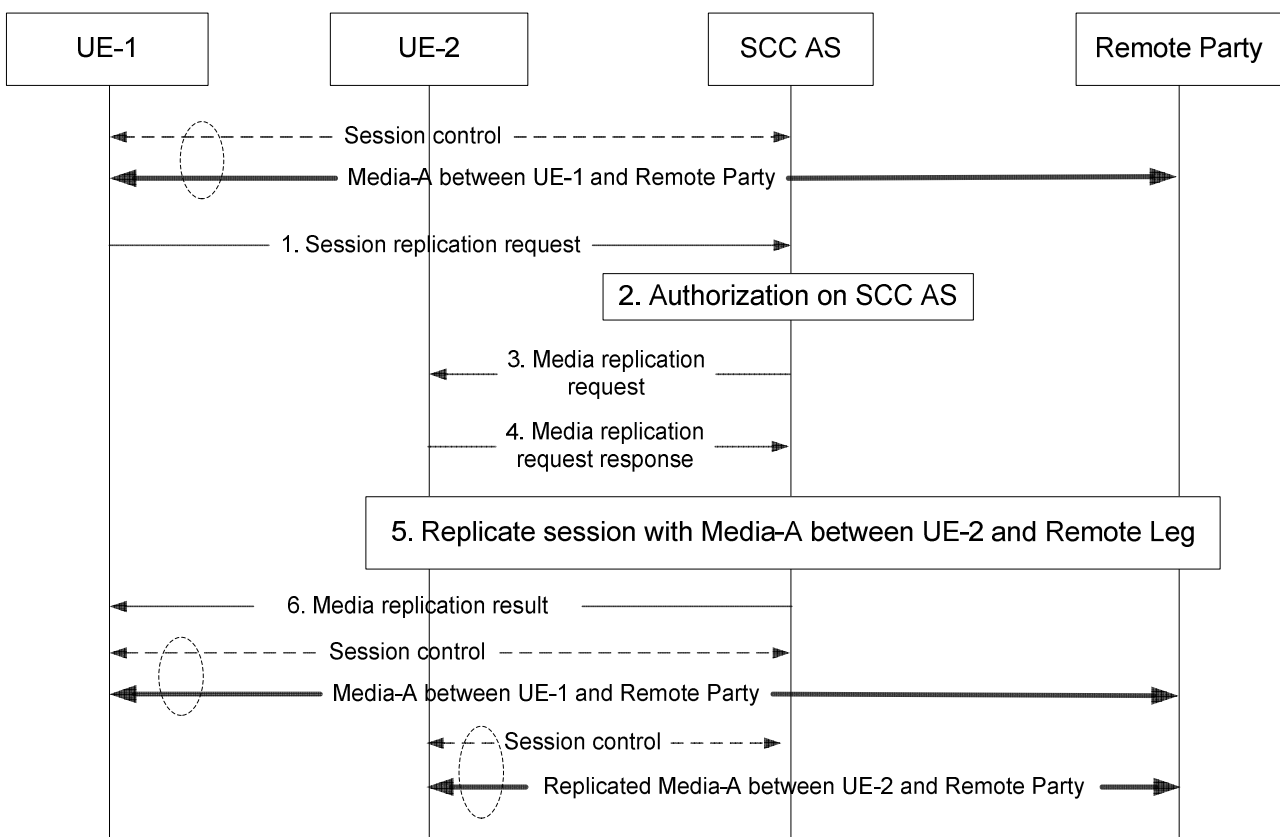 UE-1
UE-2
SCC AS
Remote Party
Session control
Media-A between UE-1 and Remote Party
1. Session replication request
2. Authorization on SCC AS
3. Media replication
request
4. Media replication
request response
5. Replicate session with Media-A between UE-2 and Remote Leg
6. Media replication result
Session control
Media-A between UE-1 and Remote Party
Session control
Replicated Media-A between UE-2 and Remote Party